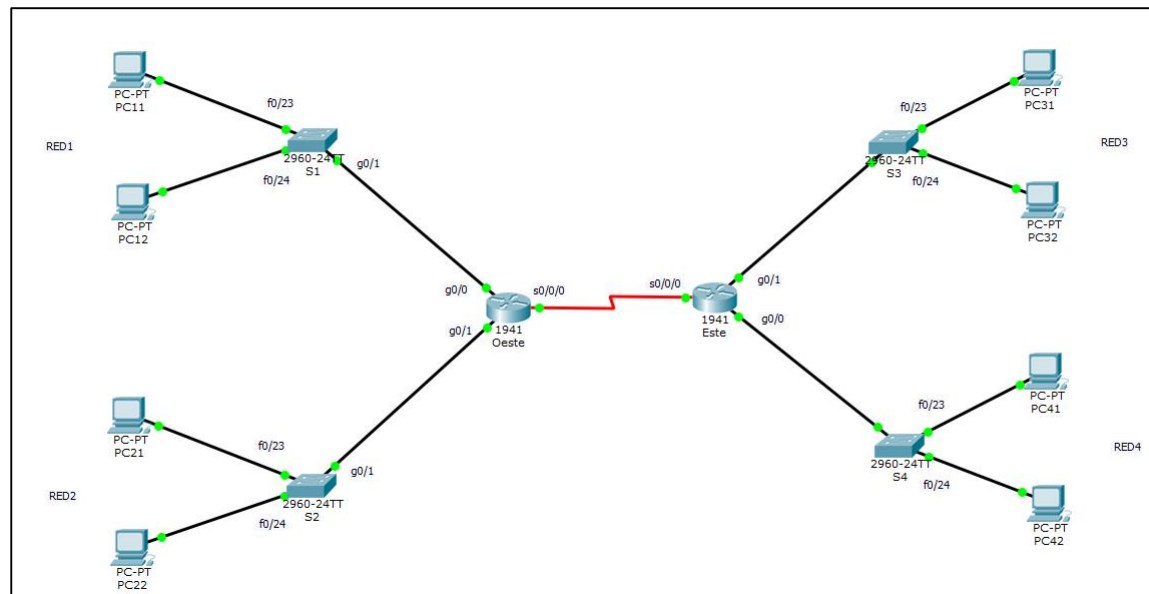 PC-PT
PC11
f0/23
RED1
2960-24TT
S1
g0/1
f0/24
PC-PT
PC12
g0/0
s0/0/0
g0/1
1941
Oeste
PC-PT
PC21
f0/23
g0/1
RED2
2960-24TT
S2
f0/24
PC-PT
PC22
PC-PT
PC31
f0/23
RED3
2960-24TT
S3
f0/24
PC-PT
PC32
s0/0/0
g0/1
g0/0
1941
Este
PC-PT
PC41
f0/23
RED4
2960-24TT
S4
f0/24
PC-PT
PC42